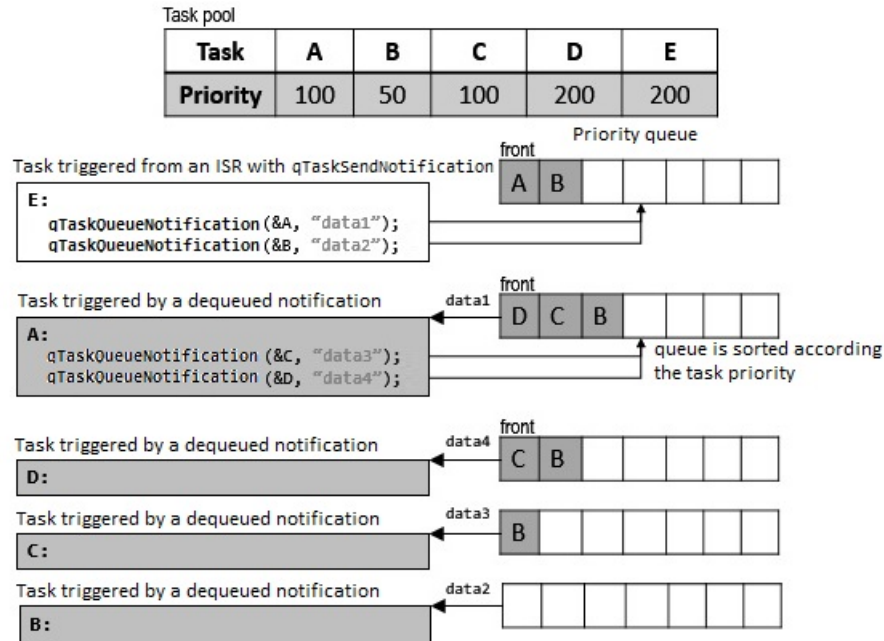 Task pool
Task A B C D E
Priority 100 50 100 200 200
Priority queue
front
Task triggered from an ISR with qTaskSendNotification
A B
E:
qTaskQueueNotification (&A, “data1”);
qTaskQueueNotification (&B, “data2”);
front
Task triggered by a dequeued notification
data1
D C B
A:
qTaskQueueNotification (&C, “data3”);
qTaskQueueNotification (&D, “data4”);
queue is sorted according
the task priority
front
Task triggered by a dequeued notification
data4
C B
D:
Task triggered by a dequeued notification
data3
B
C:
Task triggered by a dequeued notification
data2
B: